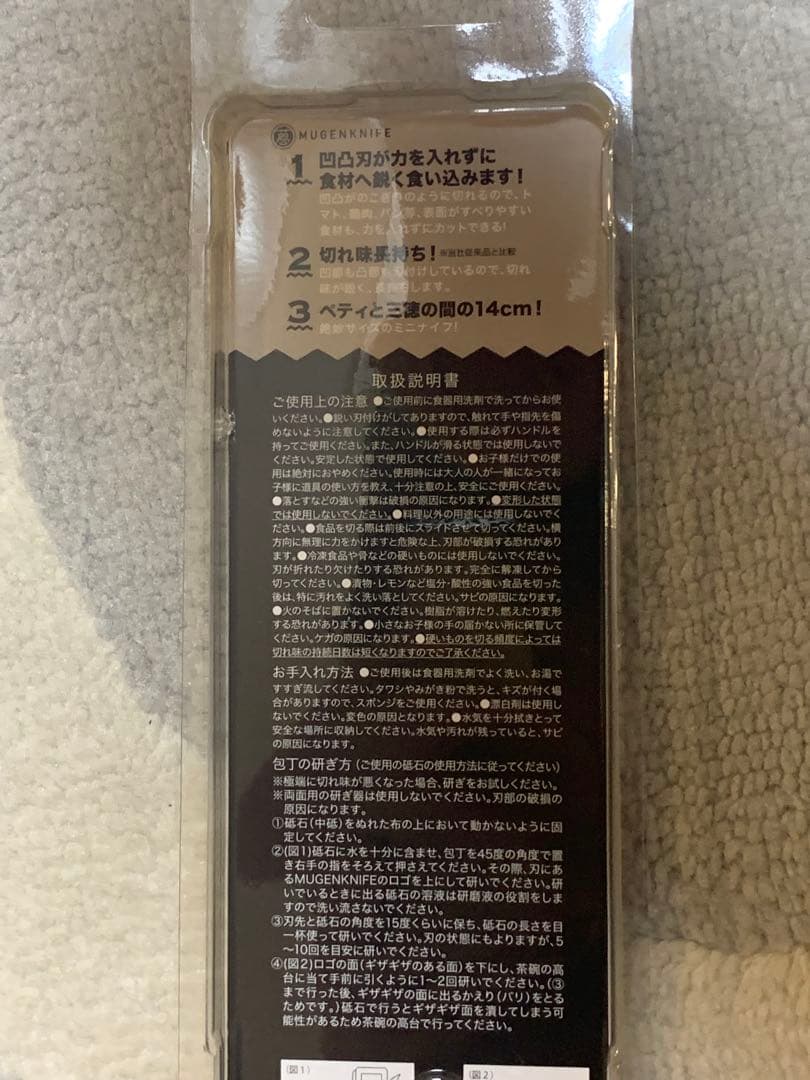 MUGENKNIFE
1 凹凸刃が力を入れずに
食材へ鋭く食い込みます!
凹凸がのこぎりのように切れるので、ト
マト、鶏肉、パン等、表面がすべりやすい
食材も、力を入れずにカットできる!
2 切れ味長持ち! ※当社従来品と比較
凹部も凸部も刃付けしているので、切れ
味が鋭く、長持ちします。
3 ペティと三徳の間の14cm!
絶妙サイズのミニナイフ!
取扱説明書
ご使用上の注意 ●ご使用前に食器用洗剤で洗ってからお使
いください。●鋭い刃付けがしてありますので、触れて手や指先を傷
めないように注意してください。●使用する際は必ずハンドルを
持ってご使用ください。また、ハンドルが滑る状態では使用しないで
ください。安定した状態で使用してください。●お子様だけでの使
用は絶対におやめください。使用時には大人の人が一緒になってお
子様に道具の使い方を教え、十分注意の上、安全にご使用ください。
●落とすなどの強い衝撃は破損の原因になります。●変形した状態
では使用しないでください。●料理以外の用途には使用しないでく
ださい。●食品を切る際は前後にスライドさせて切ってください。横
方向に無理に力をかけますと危険な上、刃部が破損する恐れがあり
ます。●冷凍食品や骨などの硬いものには使用しないでください。
刃が折れたり欠けたりする恐れがあります。完全に解凍してから
切ってください。●漬物・レモンなど塩分・酸性の強い食品を切った
後は、特に汚れをよく洗い落としてください。サビの原因になります。
●火のそばに置かないでください。樹脂が溶けたり、燃えたり変形
する恐れがあります。●小さなお子様の手の届かない所に保管して
ください。ケガの原因になります。●硬いものを切る頻度によっては
切れ味の持続日数は短くなりますのでご了承ください。
お手入れ方法 ●ご使用後は食器用洗剤でよく洗い、お湯で
すすぎ流してください。タワシやみがき粉で洗うと、キズが付く場
合がありますので、スポンジをご使用ください。●漂白剤は使用し
ないでください。変色の原因となります。●水気を十分拭きとって
安全な場所に収納してください。水気や汚れが残っていると、サビ
の原因になります。
包丁の研ぎ方(ご使用の砥石の使用方法に従ってください)
※極端に切れ味が悪くなった場合、研ぎをお試しください。
※両面用の研ぎ器は使用しないでください。刃部の破損の
原因になります。
①砥石(中砥)をぬれた布の上において動かないように固
定してください。
②(図1)砥石に水を十分に含ませ、包丁を45度の角度で置
き右手の指をそろえて押さえてください。その際、刃にあ
るMUGENKNIFEのロゴを上にして研いでください。研
いでいるときに出る砥石の溶液は研磨液の役割をしま
すので洗い流さないでください。
③刃先と砥石の角度を15度くらいに保ち、砥石の長さを目
一杯使って研いでください。刃の状態にもよりますが、5
~10回を目安に研いでください。
④(図2)ロゴの面(ギザギザのある面)を下にし、茶碗の高
台に当て手前に引くように1~2回研いでください。(③
まで行った後、ギザギザの面に出るかえり(バリ)をとる
ためです。)砥石で行うとギザギザ面を潰してしまう可
能性があるため茶碗の高台で行ってください。
(図1)
(図2)